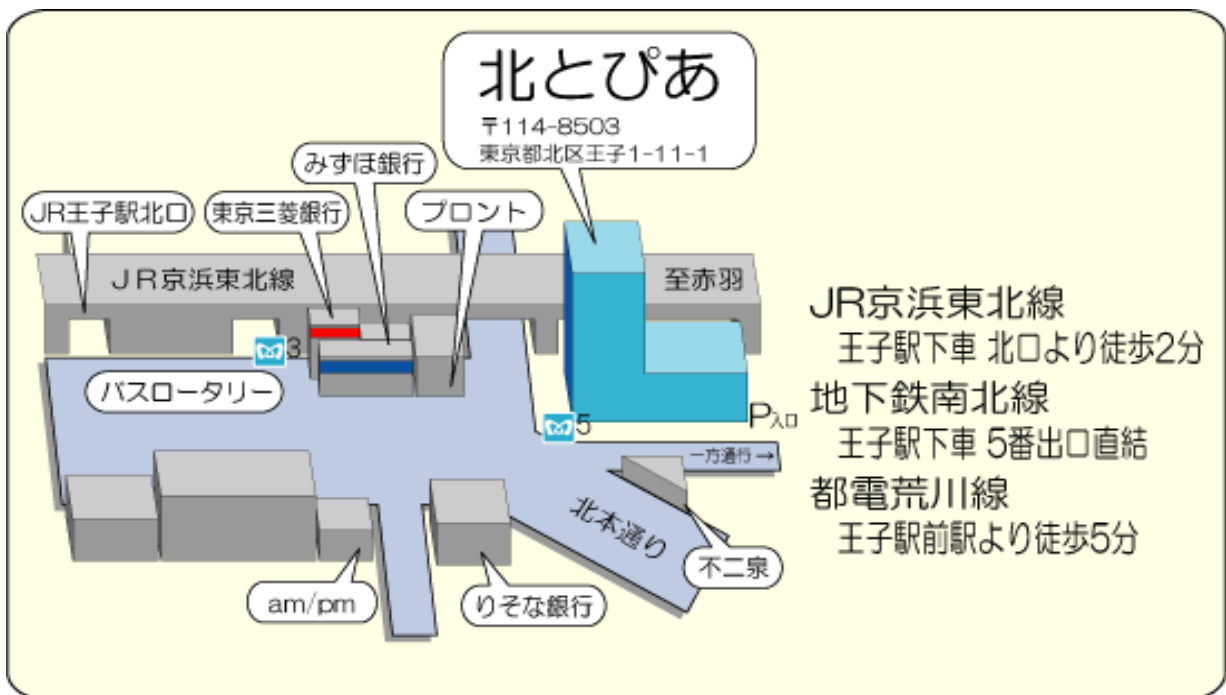 北とぴあ
〒114-8503
東京都北区王子1-11-1
みずほ銀行
JR王子駅北口
東京三菱銀行
プロント
JR京浜東北線
至赤羽
3
バスロータリー
5
P入口
一方通行→
北本通り
不二泉
am/pm
りそな銀行
JR京浜東北線
王子駅下車 北口より徒歩2分
地下鉄南北線
王子駅下車 5番出口直結
都電荒川線
王子駅前駅より徒歩5分